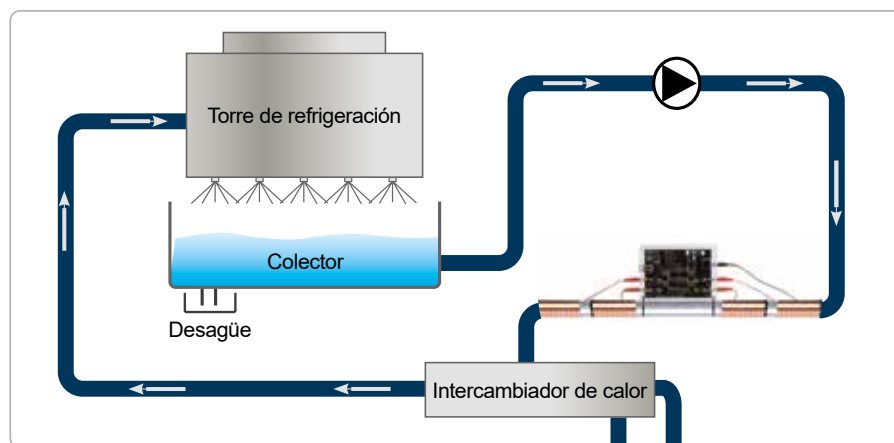 Torre de refrigeración
Colector
Desagüe
Intercambiador de calor